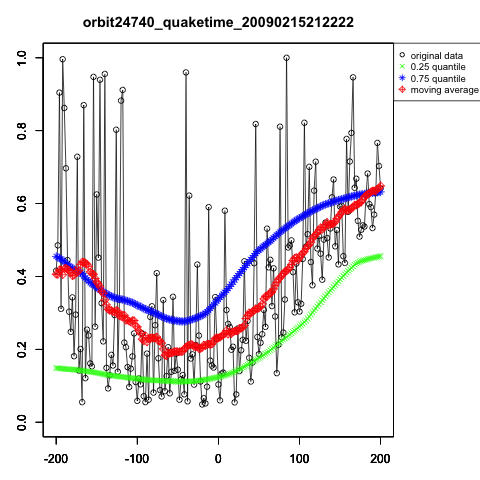 orbit24740_quaketime_20090215212222
original data
0.25 quantile
0.75 quantile
moving average
1.0
0.8
0.6
0.4
0.2
0.0
-200 -100 0 100 200